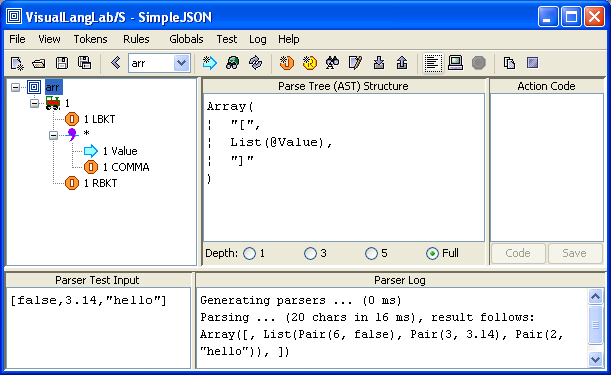 VisualLangLab/S - SimpleJSON
File View Tokens Rules Globals Test Log Help
arr
arr
1
1 LBKT
*
1 Value
1 COMMA
1 RBKT
Parse Tree (AST) Structure
Array(
¦ "[",
¦ List(@Value),
¦ "]"
)
Depth: 1 3 5 Full
Action Code
Code Save
Parser Test Input
[false,3.14,"hello"]
Parser Log
Generating parsers ... (0 ms)
Parsing ... (20 chars in 16 ms), result follows:
Array([, List(Pair(6, false), Pair(3, 3.14), Pair(2,
"hello")), ])